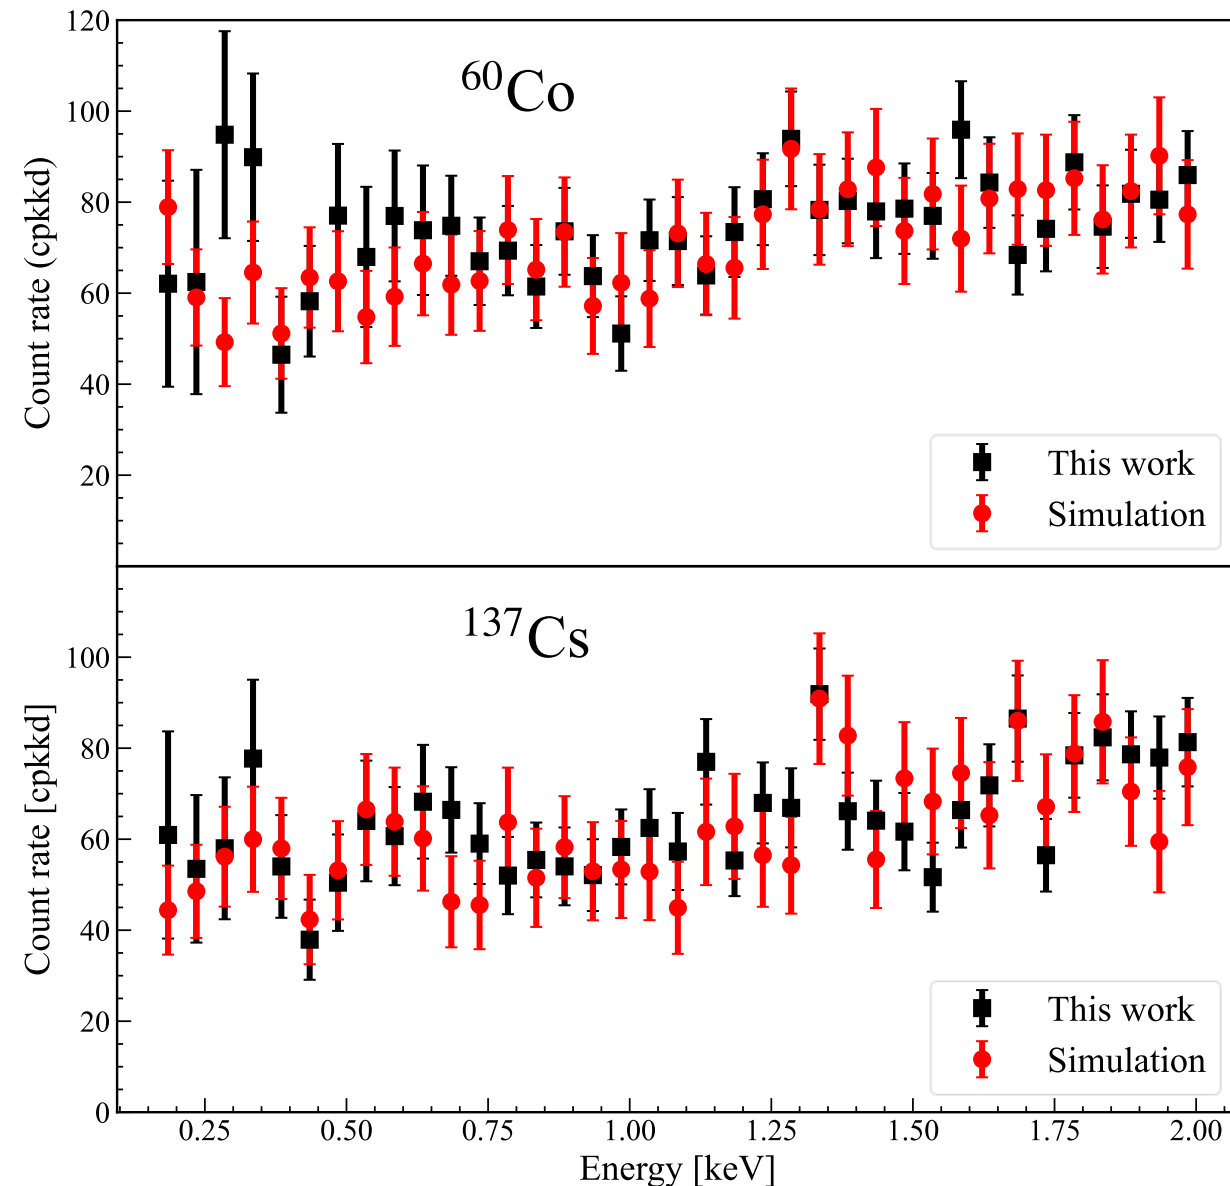 120
100
80
60
40
20
Count rate (cpkkd)
⁶⁰Co
This work
Simulation
100
80
60
40
20
0
Count rate [cpkkd]
¹³⁷Cs
This work
Simulation
0.25 0.50 0.75 1.00 1.25 1.50 1.75 2.00
Energy [keV]